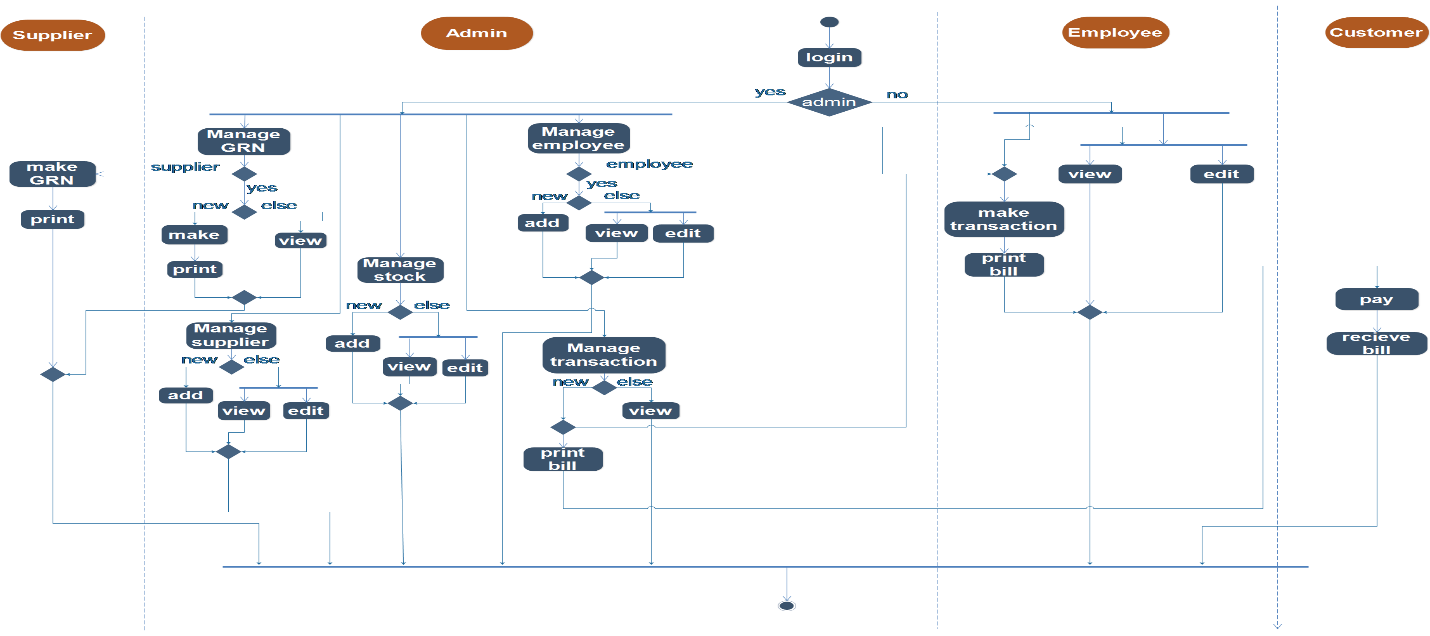 Supplier
Admin
Employee
Customer
login
yes
admin
no
Manage
GRN
Manage
employee
supplier
yes
employee
yes
make
GRN
print
new
else
make
view
print
new
else
add
view
edit
view
edit
make
transaction
print
bill
Manage
stock
new
else
add
view
edit
Manage
supplier
new
else
add
view
edit
Manage
transaction
new
else
view
print
bill
pay
recieve
bill